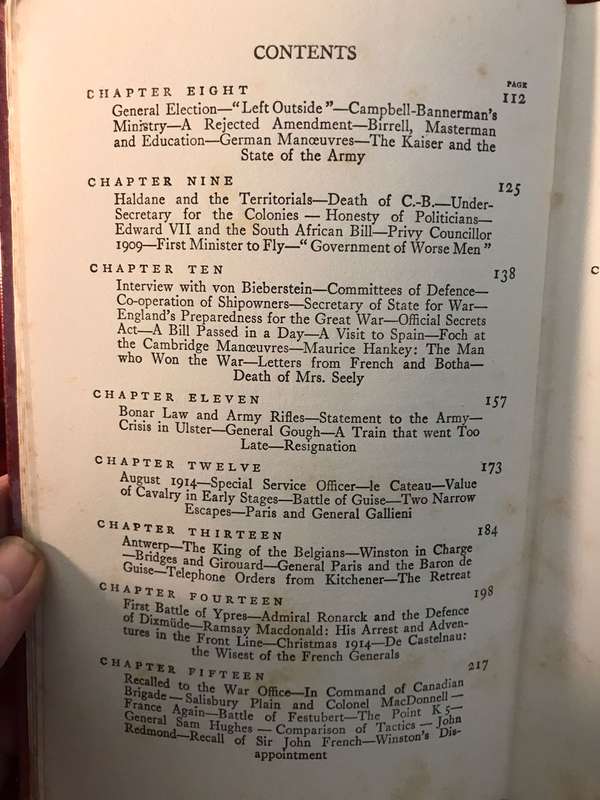 CONTENTS
PAGE
CHAPTER EIGHT 112
General Election—“Left Outside”—Campbell-Bannerman's
Ministry—A Rejected Amendment—Birrell, Masterman
and Education—German Manœuvres—The Kaiser and the
State of the Army
CHAPTER NINE 125
Haldane and the Territorials—Death of C.-B.—Under-
Secretary for the Colonies — Honesty of Politicians—
Edward VII and the South African Bill—Privy Councillor
1909—First Minister to Fly—“Government of Worse Men”
CHAPTER TEN 138
Interview with von Bieberstein—Committees of Defence—
Co-operation of Shipowners—Secretary of State for War—
England's Preparedness for the Great War—Official Secrets
Act—A Bill Passed in a Day—A Visit to Spain—Foch at
the Cambridge Manœuvres—Maurice Hankey: The Man
who Won the War—Letters from French and Botha—
Death of Mrs. Seely
CHAPTER ELEVEN 157
Bonar Law and Army Rifles—Statement to the Army—
Crisis in Ulster—General Gough—A Train that went Too
Late—Resignation
CHAPTER TWELVE 173
August 1914—Special Service Officer—le Cateau—Value
of Cavalry in Early Stages—Battle of Guise—Two Narrow
Escapes—Paris and General Gallieni
CHAPTER THIRTEEN 184
Antwerp—The King of the Belgians—Winston in Charge
—Bridges and Girouard—General Paris and the Baron de
Guise—Telephone Orders from Kitchener—The Retreat
CHAPTER FOURTEEN 198
First Battle of Ypres—Admiral Ronarck and the Defence
of Dixmüde—Ramsay Macdonald: His Arrest and Adven-
tures in the Front Line—Christmas 1914—De Castelnau:
the Wisest of the French Generals
CHAPTER FIFTEEN 217
Recalled to the War Office—In Command of Canadian
Brigade — Salisbury Plain and Colonel MacDonnell —
France Again—Battle of Festubert—The Point K 5—
General Sam Hughes — Comparison of Tactics — John
Redmond—Recall of Sir John French—Winston's Dis-
appointment
C